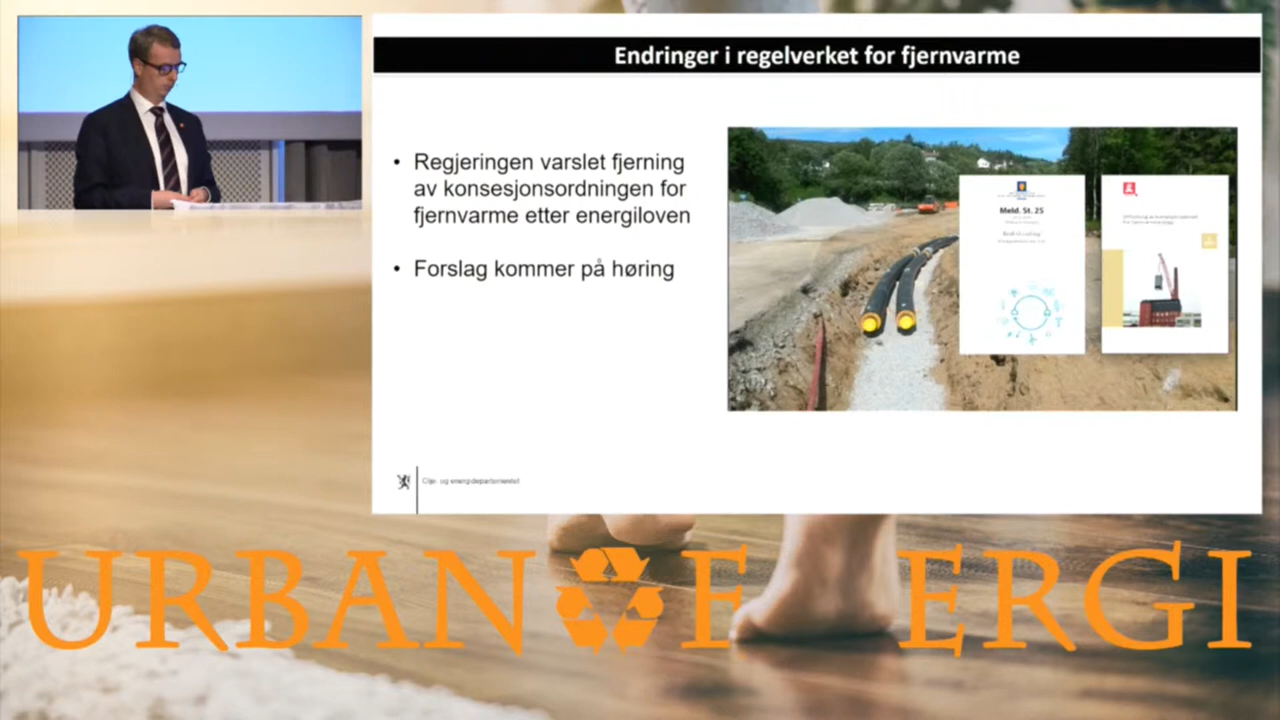 Endringer i regelverket for fjernvarme
• Regjeringen varslet fjerning
av konsesjonsordningen for
fjernvarme etter energiloven
• Forslag kommer på høring
Meld. St. 25
Olje- og energidepartementet
URBAN ENERGI